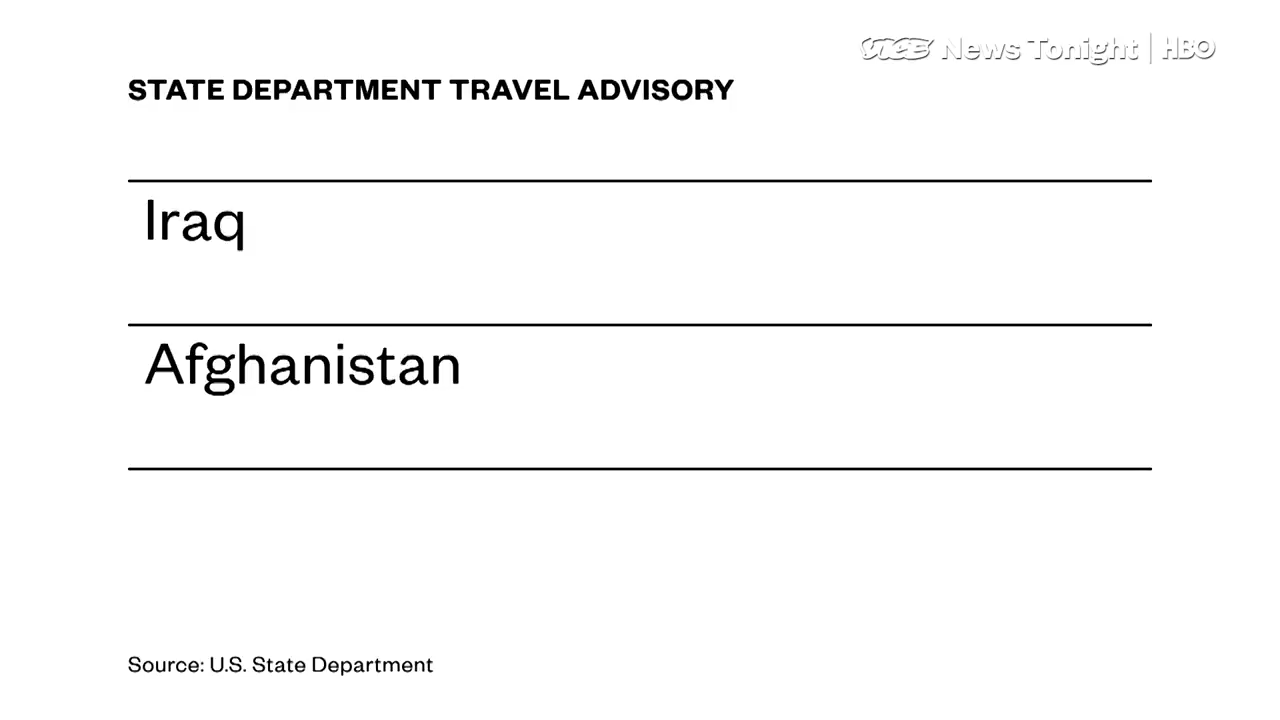 VICE News Tonight | HBO
STATE DEPARTMENT TRAVEL ADVISORY
Iraq
Afghanistan
Source: U.S. State Department